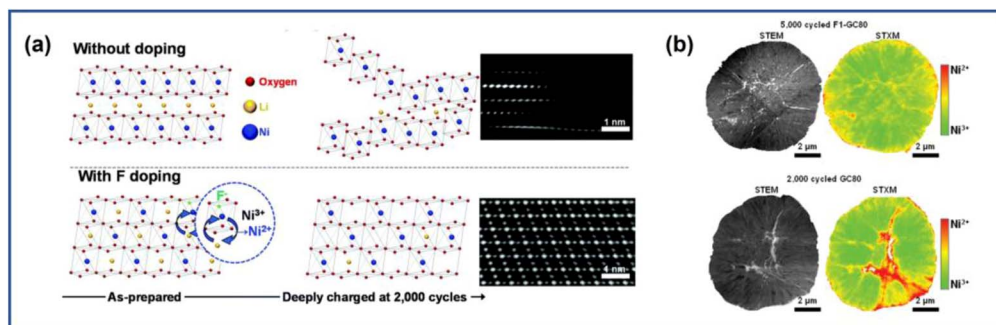 (a)
Without doping
Oxygen
Li
Ni
1 nm
With F doping
F-
Ni3+
→Ni2+
1 nm
As-prepared
Deeply charged at 2,000 cycles
(b)
5,000 cycled F1-GC80
STEM
STXM
Ni2+
Ni3+
2 μm
2 μm
2,000 cycled GC80
STEM
STXM
Ni2+
Ni3+
2 μm
2 μm